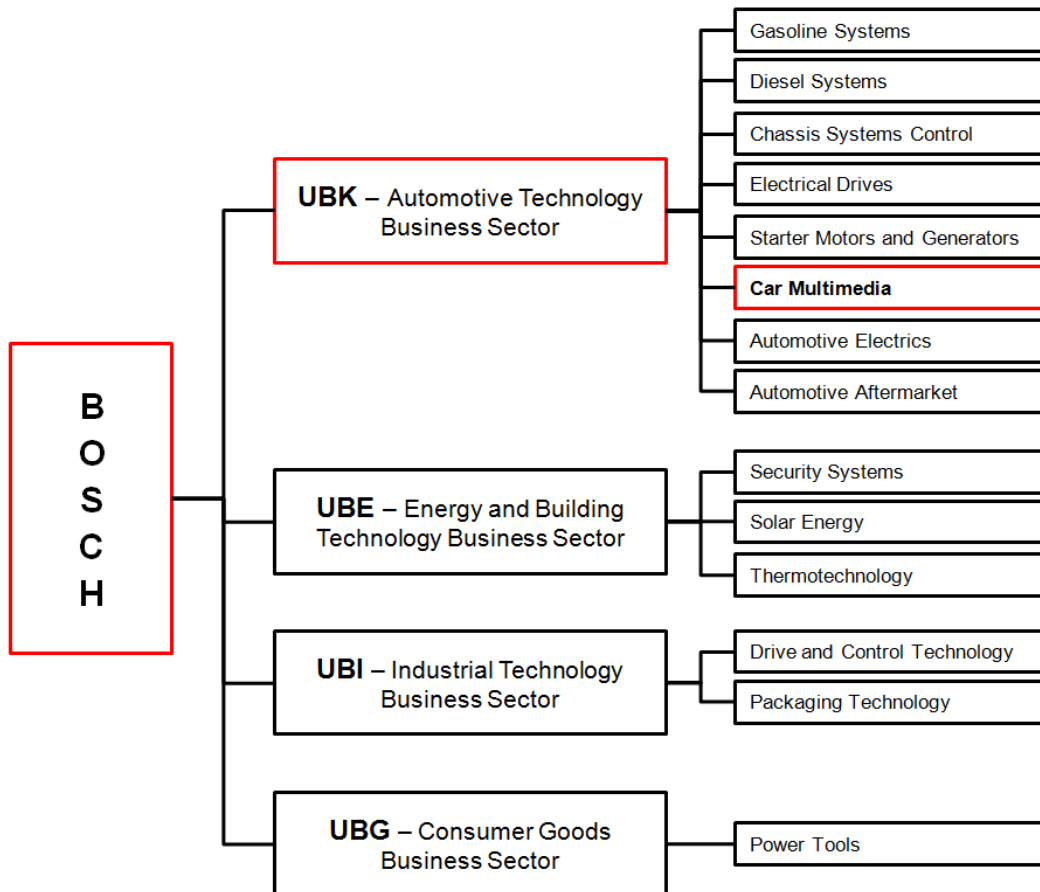 BOSCH
UBK – Automotive Technology
Business Sector
Gasoline Systems
Diesel Systems
Chassis Systems Control
Electrical Drives
Starter Motors and Generators
Car Multimedia
Automotive Electrics
Automotive Aftermarket
UBE – Energy and Building
Technology Business Sector
Security Systems
Solar Energy
Thermotechnology
UBI – Industrial Technology
Business Sector
Drive and Control Technology
Packaging Technology
UBG – Consumer Goods
Business Sector
Power Tools